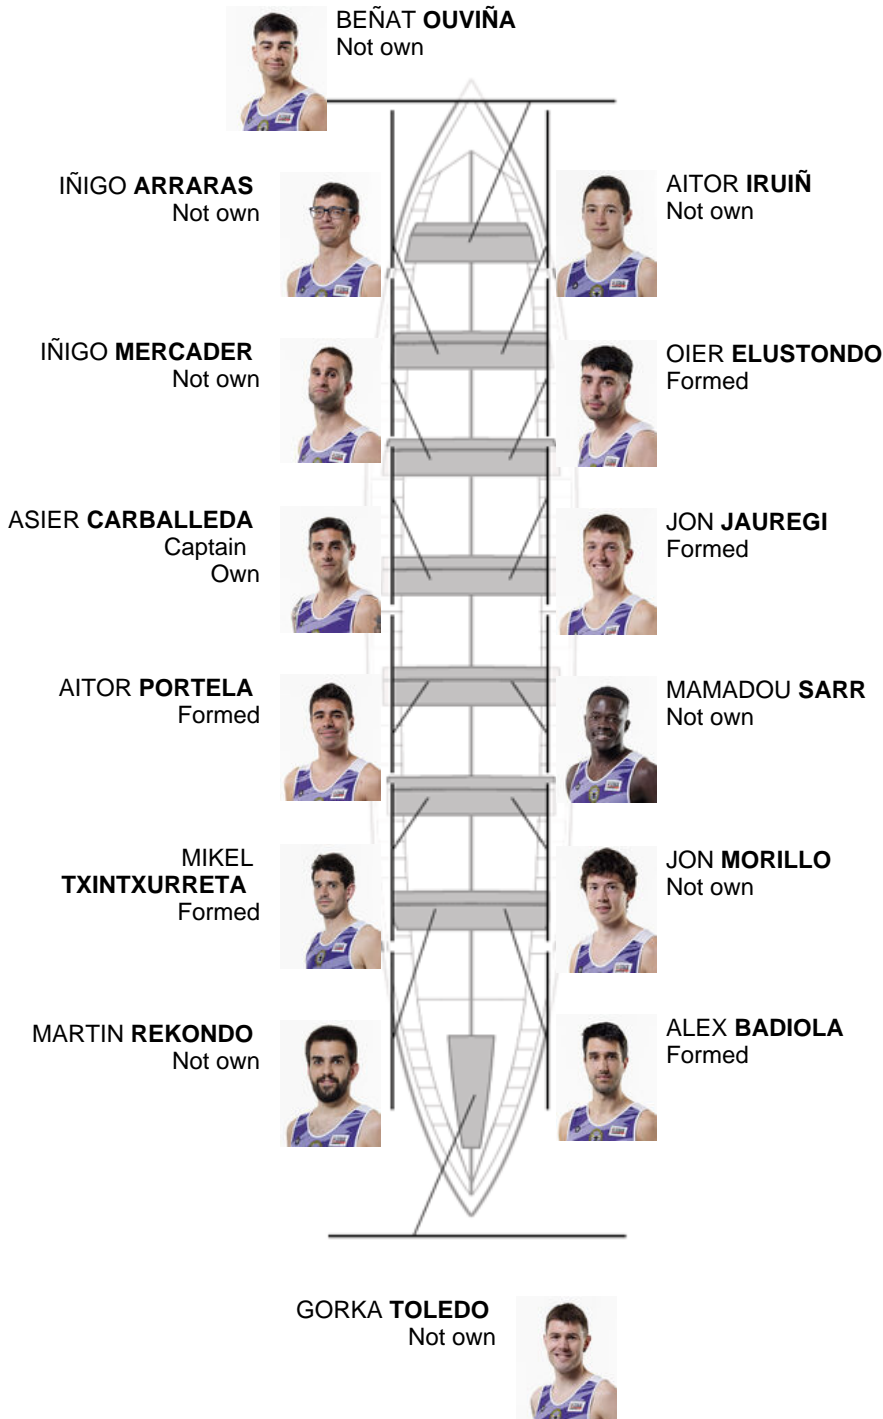 BEÑAT OUVIÑA
Not own
IÑIGO ARRARAS
Not own
AITOR IRUIÑ
Not own
IÑIGO MERCADER
Not own
OIER ELUSTONDO
Formed
ASIER CARBALLEDA
Captain
Own
JON JAUREGI
Formed
AITOR PORTELA
Formed
MAMADOU SARR
Not own
MIKEL
TXINTXURRETA
Formed
JON MORILLO
Not own
MARTIN REKONDO
Not own
ALEX BADIOLA
Formed
GORKA TOLEDO
Not own